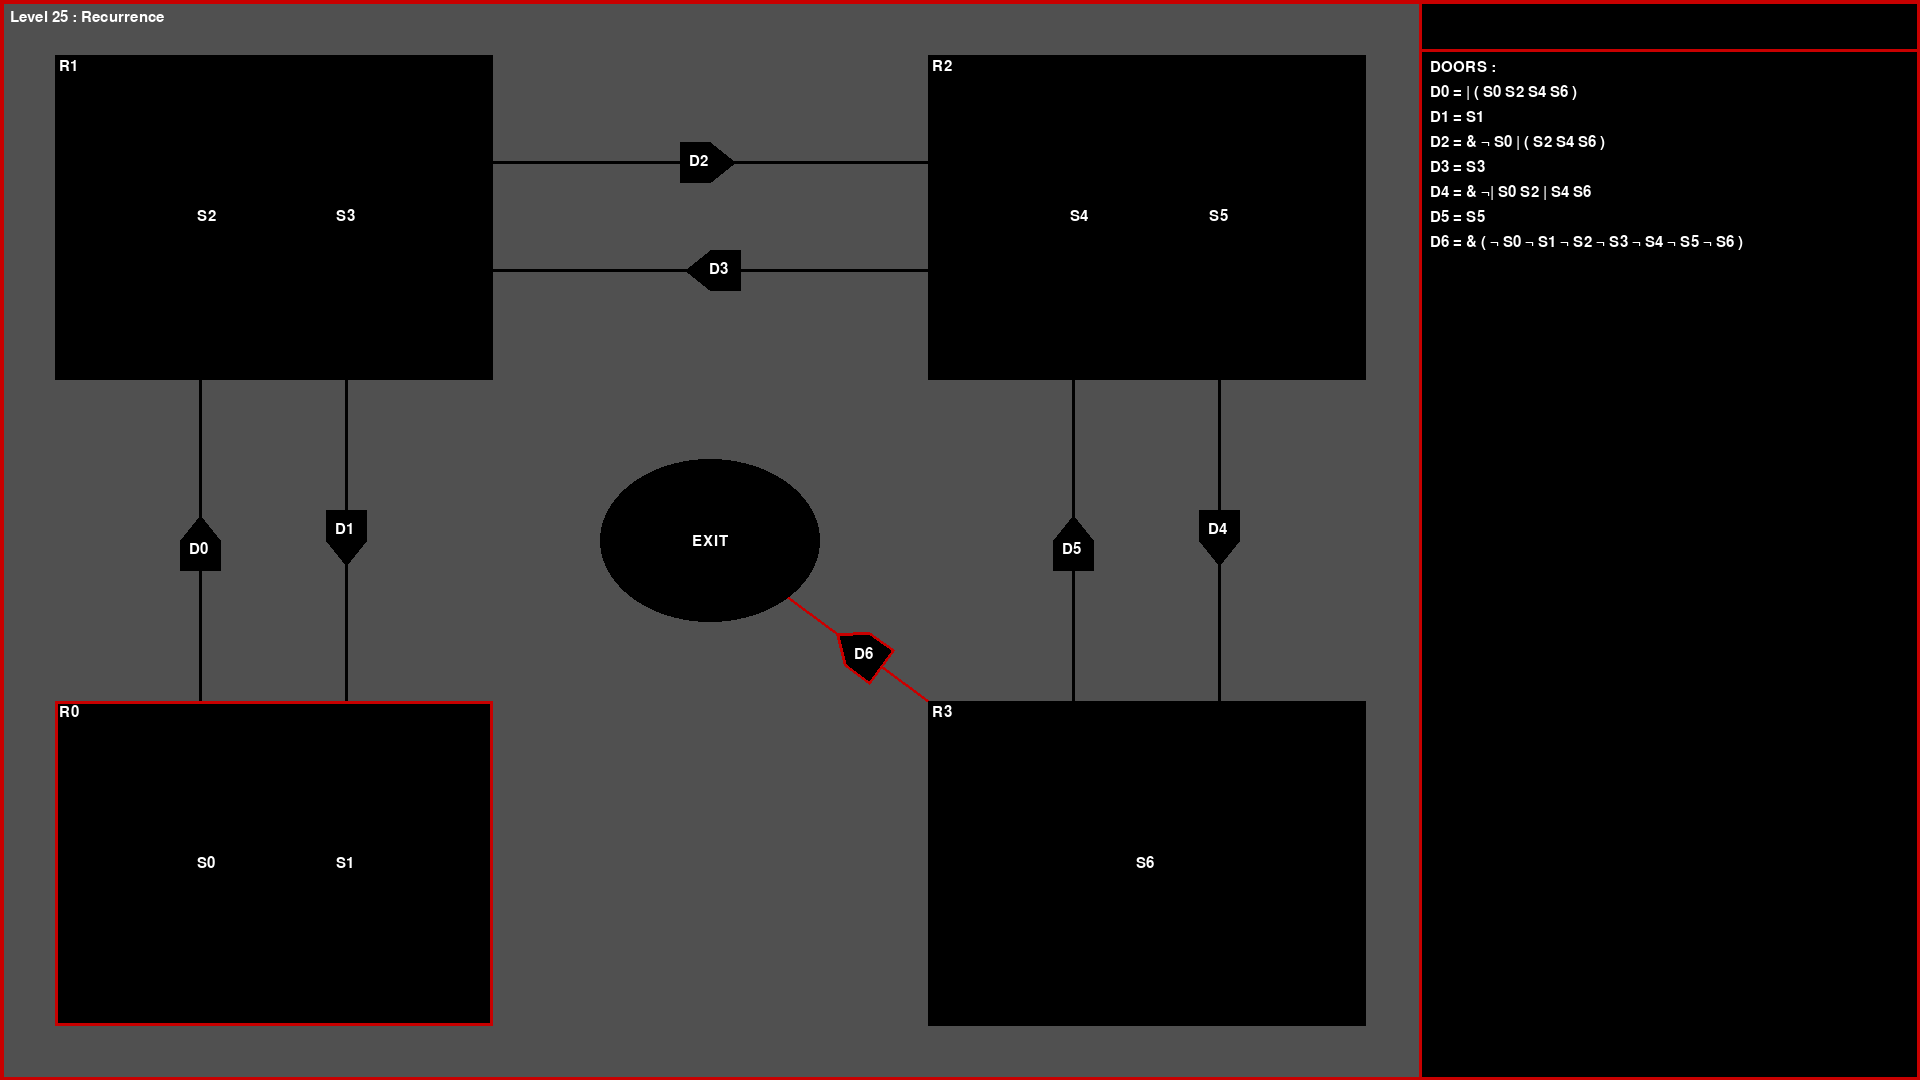 Level 25 : Recurrence
R1
R2
S2
S3
S4
S5
D2
D3
D0
D1
EXIT
D5
D4
D6
R0
R3
S0
S1
S6
DOORS :
D0 = | ( S0 S2 S4 S6 )
D1 = S1
D2 = & ¬ S0 | ( S2 S4 S6 )
D3 = S3
D4 = & ¬| S0 S2 | S4 S6
D5 = S5
D6 = & ( ¬ S0 ¬ S1 ¬ S2 ¬ S3 ¬ S4 ¬ S5 ¬ S6 )